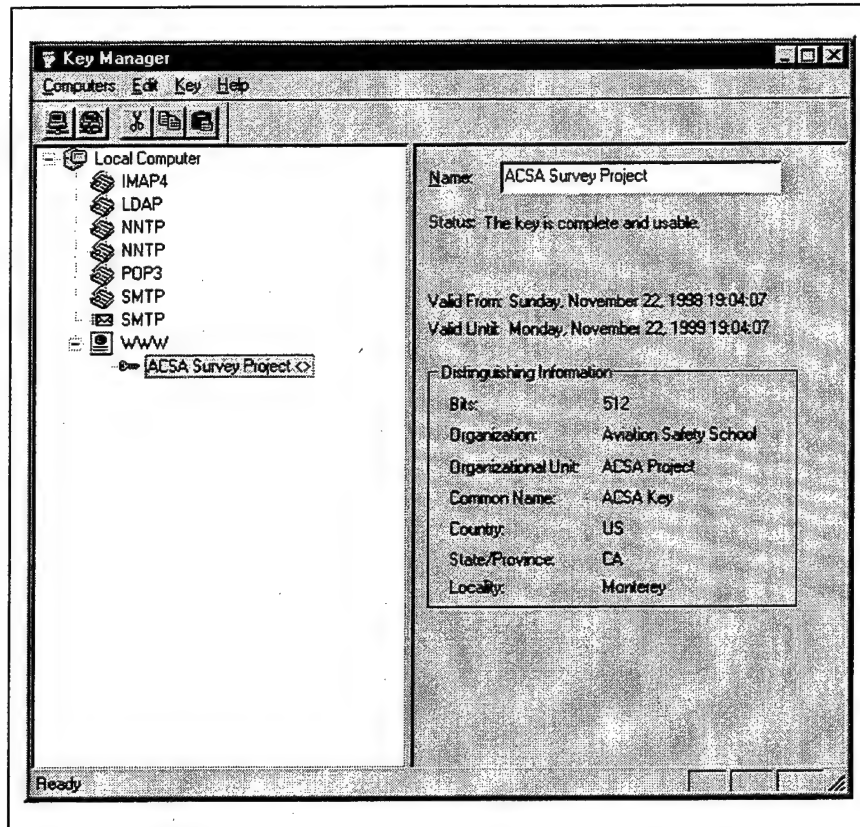 Key Manager
Computers Edit Key Help
Local Computer
IMAP4
LDAP
NNTP
NNTP
POP3
SMTP
SMTP
WWW
ACSA Survey Project <>
Name: ACSA Survey Project
Status: The key is complete and usable.
Valid From: Sunday, November 22, 1998 19:04:07
Valid Until: Monday, November 22, 1999 19:04:07
Distinguishing Information
Bits: 512
Organization: Aviation Safety School
Organizational Unit: ACSA Project
Common Name: ACSA Key
Country: US
State/Province: CA
Locality: Monterey
Ready